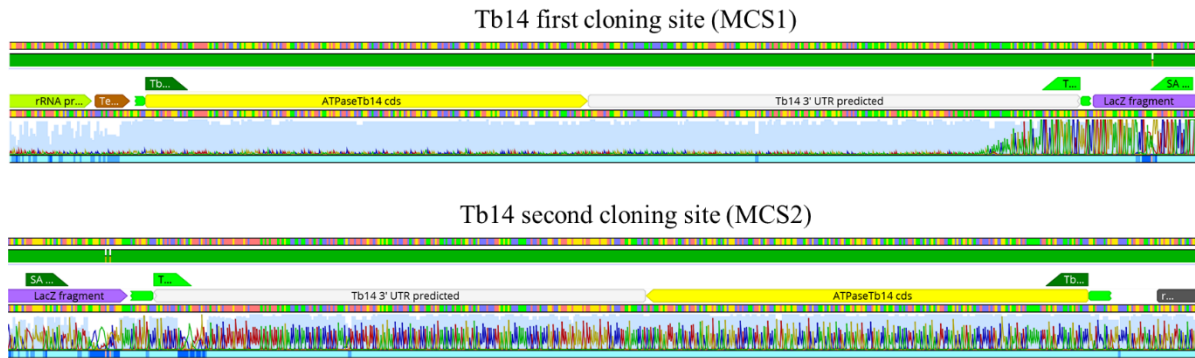 Tb14 first cloning site (MCS1)
Tb... T... SA ...
rRNA pr... Te... ATPaseTb14 cds Tb14 3' UTR predicted LacZ fragment
Tb14 second cloning site (MCS2)
SA ... T... Tb...
LacZ fragment Tb14 3' UTR predicted ATPaseTb14 cds r...